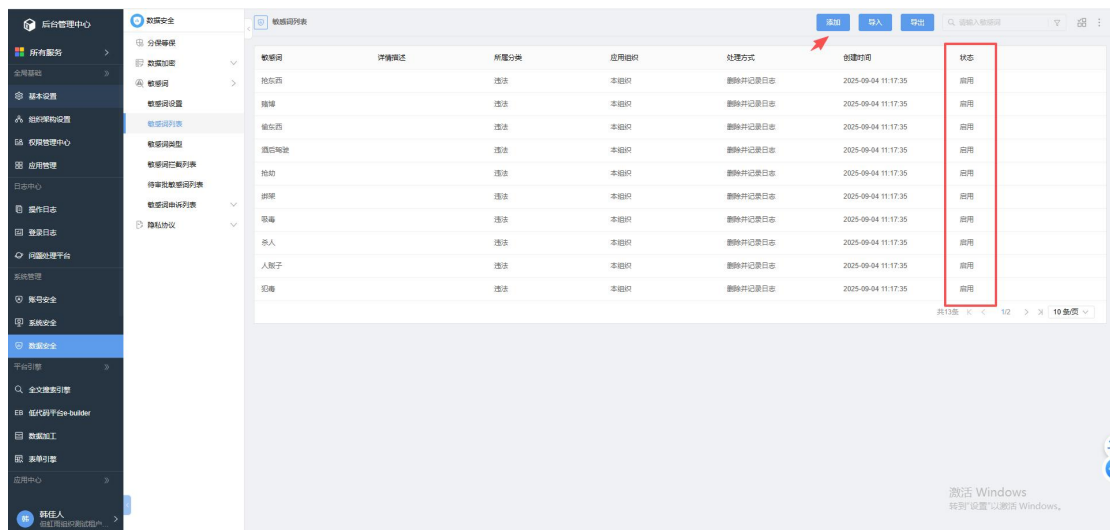 后台管理中心
所有服务
全局基础
基本设置
组织架构设置
权限管理中心
应用管理
日志中心
操作日志
登录日志
问题处理平台
系统管理
账号安全
系统安全
数据安全
平台引擎
全文搜索引擎
EB 低代码平台e-builder
数据加工
表单引擎
应用中心
韩 韩佳人
数据安全
分保等保
数据加密
敏感词
敏感词设置
敏感词列表
敏感词类型
敏感词拦截列表
待审批敏感词列表
敏感词申诉列表
隐私协议
敏感词列表
添加 导入 导出 请输入敏感词
敏感词 详情描述 所属分类 应用组织 处理方式 创建时间 状态
抢东西 违法 本组织 删除并记录日志 2025-09-04 11:17:35 启用
赌博 违法 本组织 删除并记录日志 2025-09-04 11:17:35 启用
偷东西 违法 本组织 删除并记录日志 2025-09-04 11:17:35 启用
酒后驾驶 违法 本组织 删除并记录日志 2025-09-04 11:17:35 启用
抢劫 违法 本组织 删除并记录日志 2025-09-04 11:17:35 启用
绑架 违法 本组织 删除并记录日志 2025-09-04 11:17:35 启用
吸毒 违法 本组织 删除并记录日志 2025-09-04 11:17:35 启用
杀人 违法 本组织 删除并记录日志 2025-09-04 11:17:35 启用
人贩子 违法 本组织 删除并记录日志 2025-09-04 11:17:35 启用
犯毒 违法 本组织 删除并记录日志 2025-09-04 11:17:35 启用
共13条 1/2 10 条/页
激活 Windows
转到"设置"以激活 Windows。